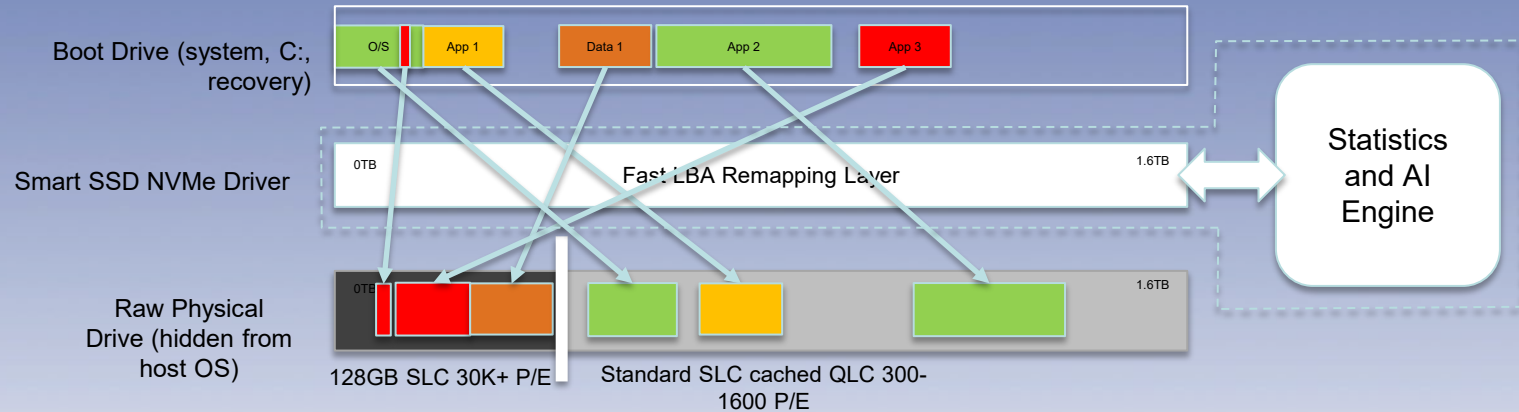 Boot Drive (system, C:,
recovery)
O/S
App 1
Data 1
App 2
App 3
Smart SSD NVMe Driver
0TB
Fast LBA Remapping Layer
1.6TB
Statistics
and AI
Engine
Raw Physical
Drive (hidden from
host OS)
0TB
1.6TB
128GB SLC 30K+ P/E
Standard SLC cached QLC 300-
1600 P/E